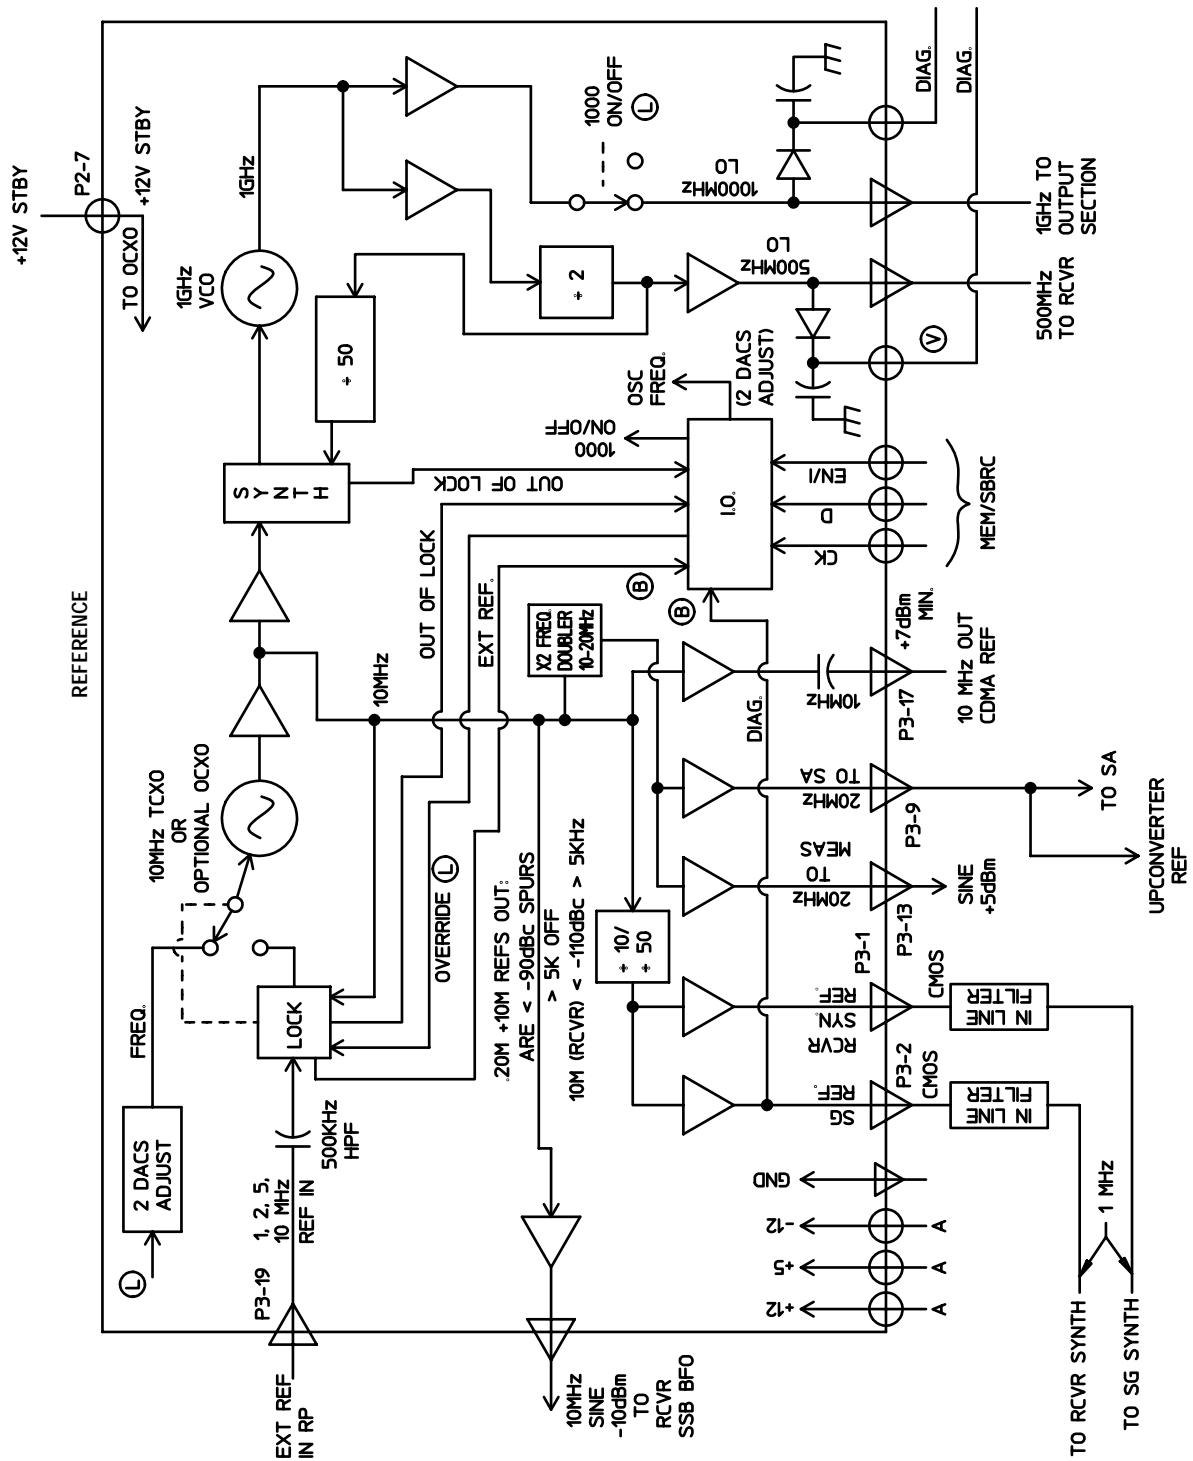 REFERENCE
+12V STBY
P2-7
+12V STBY
TO OCXO
1GHz
1GHz
VCO
÷ 50
÷ 2
SYNTH
1000
ON/OFF
L
1000MHz
LO
500MHz
LO
DIAG.
DIAG.
1GHz TO
OUTPUT
SECTION
500MHz
TO RCVR
V
OSC
FREQ.
(2 DACS
ADJUST)
1000
ON/OFF
OUT OF LOCK
OUT OF LOCK
EXT REF.
I.O.
EN/I
D
CK
MEM/SBRC
B
B
X2 FREQ.
DOUBLER
10-20MHz
10MHz
10MHz TCXO
OR
OPTIONAL OCXO
OVERRIDE
L
LOCK
FREQ.
2 DACS
ADJUST
L
500KHz
HPF
1, 2, 5,
10 MHz
REF IN
P3-19
EXT REF
IN RP
.20M +10M REFS OUT.
ARE < -90dBc SPURS
> 5K OFF
10M (RCVR) < -110dBc > 5KHz
÷ 10/
÷ 50
DIAG.
10MHz
P3-17
+7dBm
MIN.
10 MHz OUT
CDMA REF
20MHz
TO SA
P3-9
TO SA
UPCONVERTER
REF
20MHz
TO
MEAS
P3-13
SINE
+5dBm
P3-1
RCVR
SYN
REF.
CMOS
IN LINE
FILTER
SG
REF.
P3-2
CMOS
IN LINE
FILTER
GND
-12
A
+5
A
+12
A
1 MHz
TO RCVR SYNTH
TO SG SYNTH
10MHz
SINE
-10dBm
TO
RCVR
SSB BFO